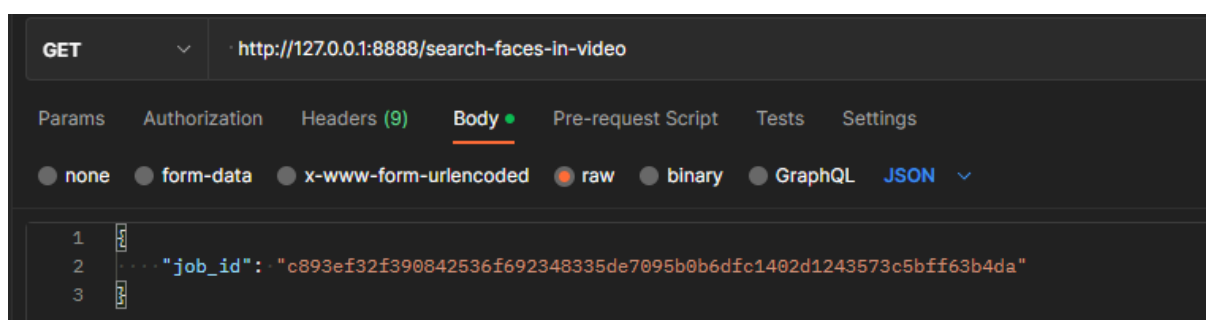 GET http://127.0.0.1:8888/search-faces-in-video
Params Authorization Headers (9) Body Pre-request Script Tests Settings
none form-data x-www-form-urlencoded raw binary GraphQL JSON
1 {
2 "job_id": "c893ef32f390842536f692348335de7095b0b6dfc1402d1243573c5bff63b4da"
3 }